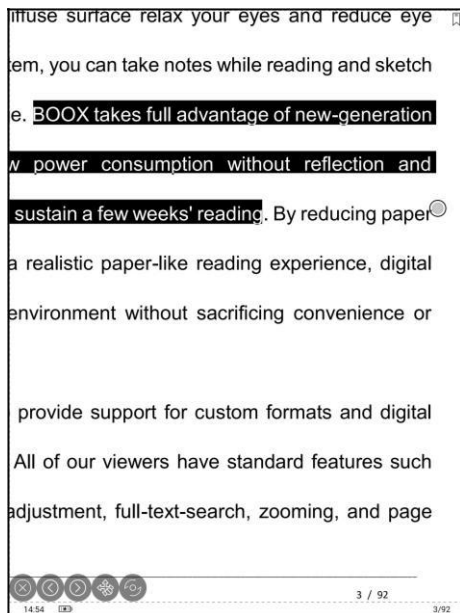 iffuse surface relax your eyes and reduce eye
tem, you can take notes while reading and sketch
e. BOOX takes full advantage of new-generation
w power consumption without reflection and
sustain a few weeks' reading. By reducing paper
a realistic paper-like reading experience, digital
environment without sacrificing convenience or
provide support for custom formats and digital
All of our viewers have standard features such
adjustment, full-text-search, zooming, and page
3 / 92
14:54 3/92